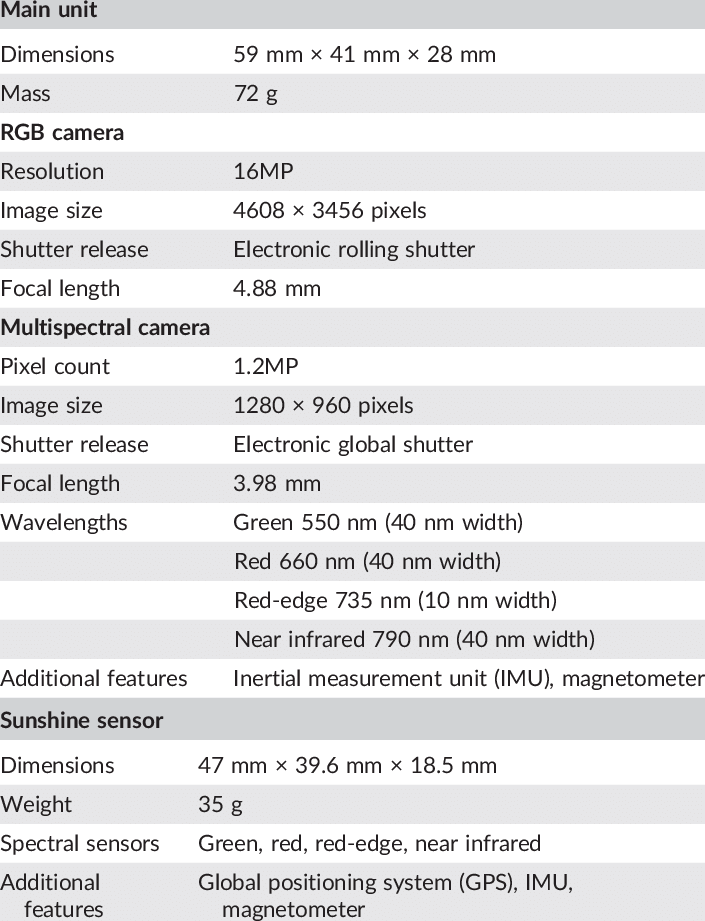 Main unit
Dimensions 59 mm × 41 mm × 28 mm
Mass 72 g
RGB camera
Resolution 16MP
Image size 4608 × 3456 pixels
Shutter release Electronic rolling shutter
Focal length 4.88 mm
Multispectral camera
Pixel count 1.2MP
Image size 1280 × 960 pixels
Shutter release Electronic global shutter
Focal length 3.98 mm
Wavelengths Green 550 nm (40 nm width)
Red 660 nm (40 nm width)
Red-edge 735 nm (10 nm width)
Near infrared 790 nm (40 nm width)
Additional features Inertial measurement unit (IMU), magnetometer
Sunshine sensor
Dimensions 47 mm × 39.6 mm × 18.5 mm
Weight 35 g
Spectral sensors Green, red, red-edge, near infrared
Additional Global positioning system (GPS), IMU,
features magnetometer